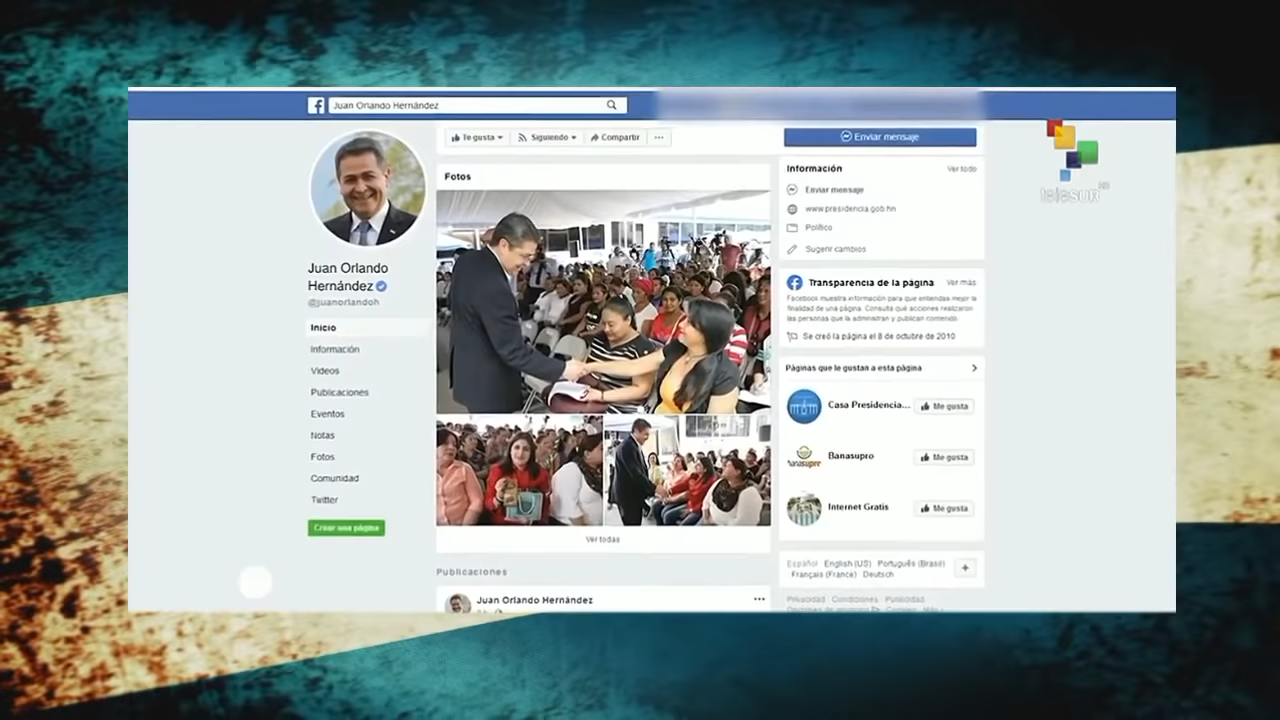 Juan Orlando Hernández
Te gusta
Siguiendo
Compartir
Enviar mensaje
Juan Orlando
Hernández
@juanorlandoh
Inicio
Información
Videos
Publicaciones
Eventos
Notas
Fotos
Comunidad
Twitter
Crear una página
Fotos
Ver todas
Publicaciones
Juan Orlando Hernández
Información
Ver todo
Enviar mensaje
www.presidencia.gob.hn
Político
Sugerir cambios
Transparencia de la página
Ver más
Facebook muestra información para que entiendas mejor la
finalidad de una página. Consulta qué acciones realizaron
las personas que la administran y publican contenido.
Se creó la página el 8 de octubre de 2010
Páginas que le gustan a esta página
Casa Presidencia...
Me gusta
Banasupro
Me gusta
Internet Gratis
Me gusta
Español English (US) Português (Brasil)
Français (France) Deutsch
Privacidad Condiciones Publicidad
teleSUR
HD